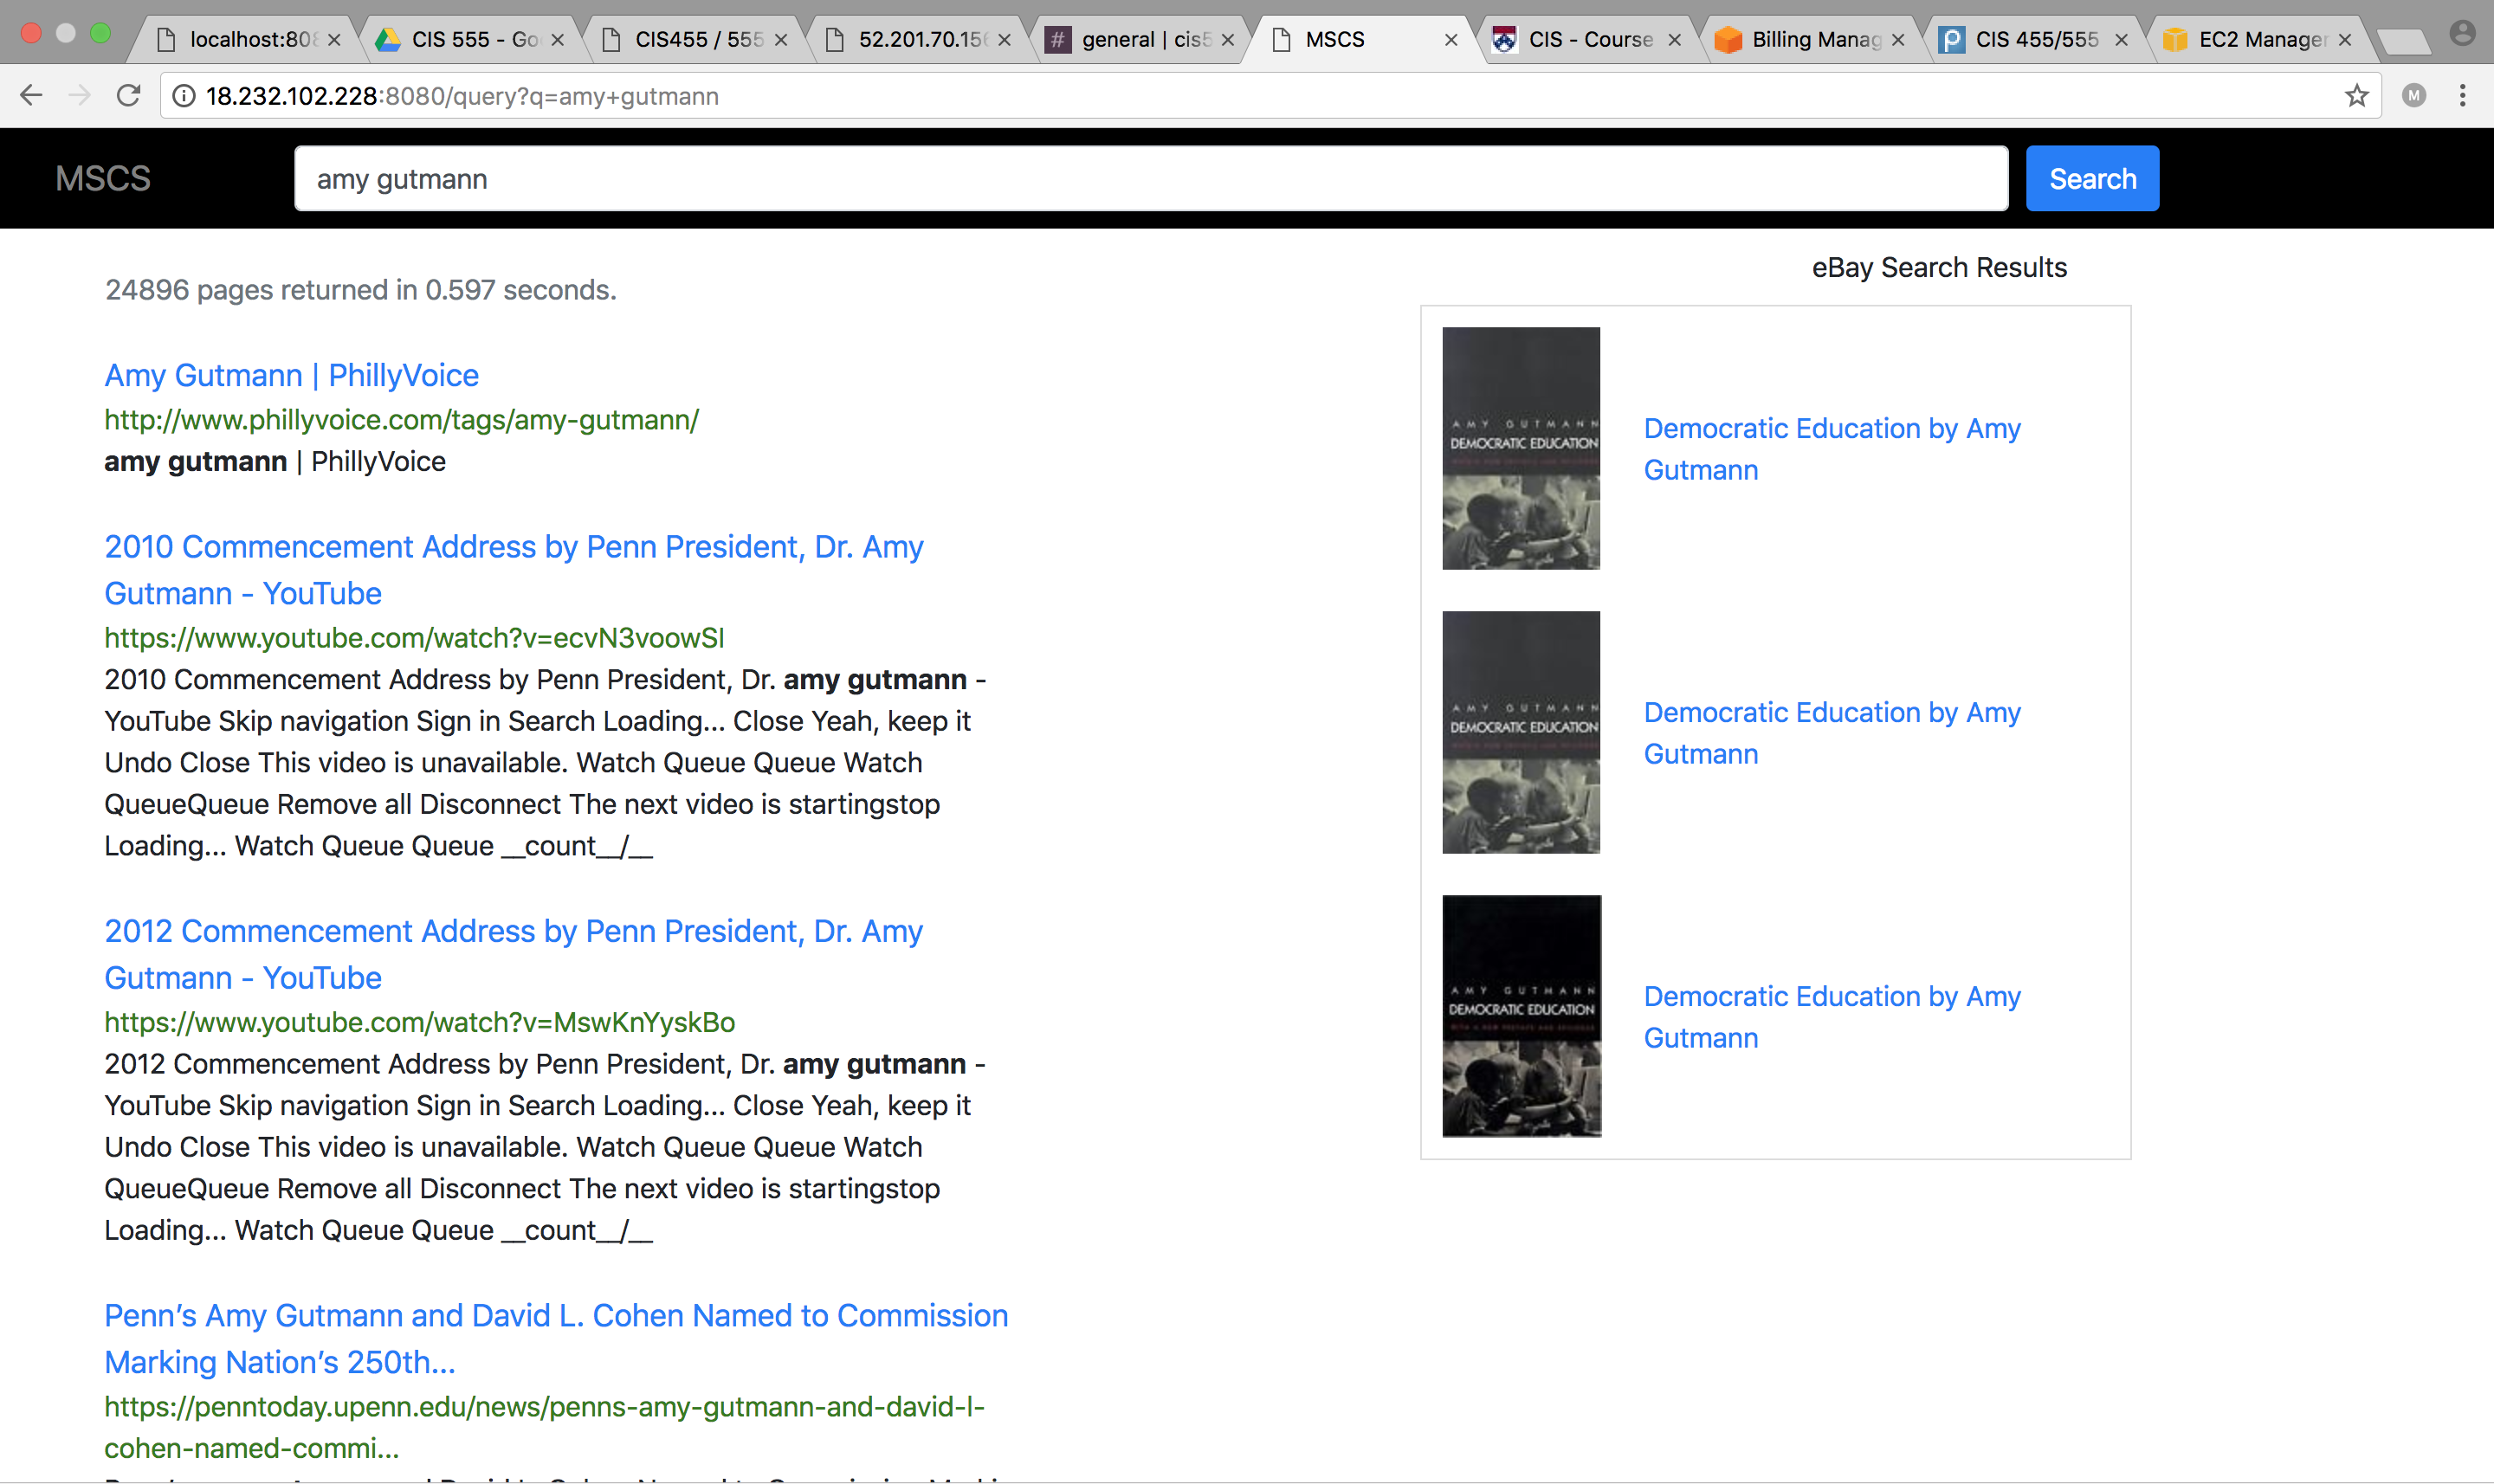 localhost:808
CIS 555 - Go
CIS455 / 555
52.201.70.156
general | cis5
MSCS
CIS - Course
Billing Manag
CIS 455/555
EC2 Manager
18.232.102.228:8080/query?q=amy+gutmann
M
MSCS
amy gutmann
Search
24896 pages returned in 0.597 seconds.
Amy Gutmann | PhillyVoice
http://www.phillyvoice.com/tags/amy-gutmann/
amy gutmann | PhillyVoice
2010 Commencement Address by Penn President, Dr. Amy
Gutmann - YouTube
https://www.youtube.com/watch?v=ecvN3voowSI
2010 Commencement Address by Penn President, Dr. amy gutmann -
YouTube Skip navigation Sign in Search Loading... Close Yeah, keep it
Undo Close This video is unavailable. Watch Queue Queue Watch
QueueQueue Remove all Disconnect The next video is startingstop
Loading... Watch Queue Queue __count__/__
2012 Commencement Address by Penn President, Dr. Amy
Gutmann - YouTube
https://www.youtube.com/watch?v=MswKnYyskBo
2012 Commencement Address by Penn President, Dr. amy gutmann -
YouTube Skip navigation Sign in Search Loading... Close Yeah, keep it
Undo Close This video is unavailable. Watch Queue Queue Watch
QueueQueue Remove all Disconnect The next video is startingstop
Loading... Watch Queue Queue __count__/__
Penn's Amy Gutmann and David L. Cohen Named to Commission
Marking Nation's 250th...
https://penntoday.upenn.edu/news/penns-amy-gutmann-and-david-l-
cohen-named-commi...
eBay Search Results
AMY GUTMANN
DEMOCRATIC EDUCATION
Democratic Education by Amy
Gutmann
AMY GUTMANN
DEMOCRATIC EDUCATION
Democratic Education by Amy
Gutmann
AMY GUTMANN
DEMOCRATIC EDUCATION
WITH A NEW PREFACE AND EPILOGUE
Democratic Education by Amy
Gutmann